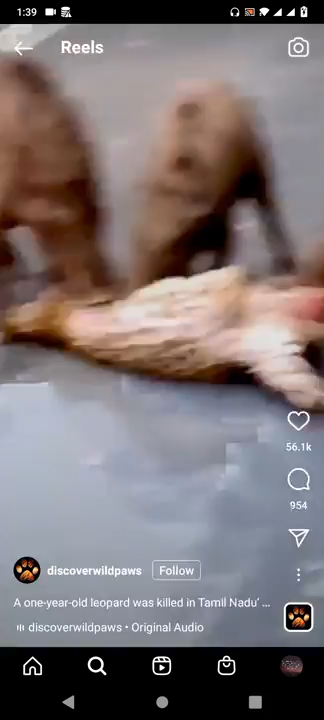 1:39
Reels
56.1k
954
discoverwildpaws Follow
A one-year-old leopard was killed in Tamil Nadu' ...
discoverwildpaws • Original Audio